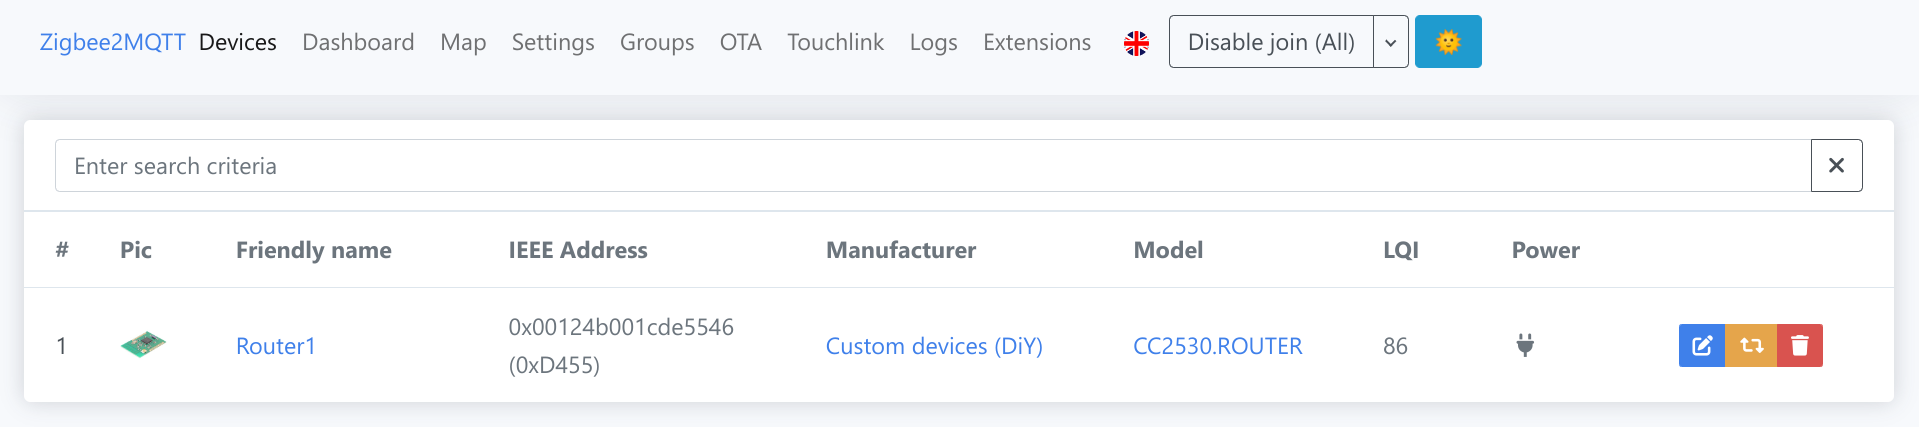 Zigbee2MQTT Devices Dashboard Map Settings Groups OTA Touchlink Logs Extensions Disable join (All)
Enter search criteria
# Pic Friendly name IEEE Address Manufacturer Model LQI Power
1 Router1 0x00124b001cde5546 (0xD455) Custom devices (DiY) CC2530.ROUTER 86